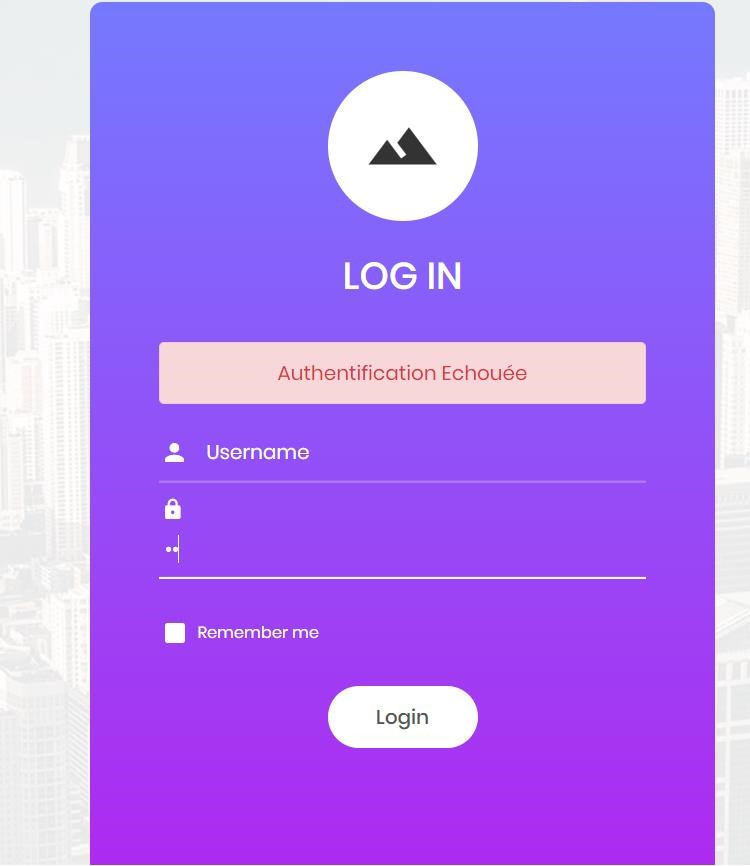 LOG IN
Authentification Echouée
Username
••
Remember me
Login